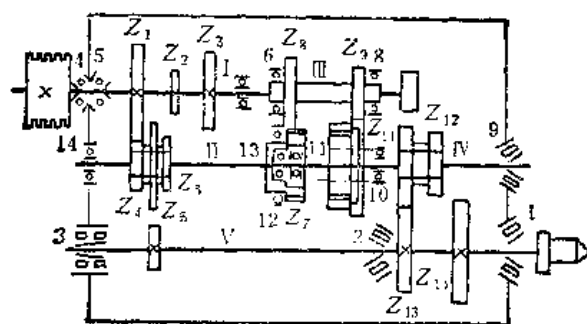 Z₁ Z₂ Z₃ Z₈ Z₉ 8
4 5 I 6 III
14 II 13 11 Z₁₁ Z₁₂ IV 9
Z₄ Z₅ Z₆ 12 Z₇ 10
3 V 2 Z₁₃ 1